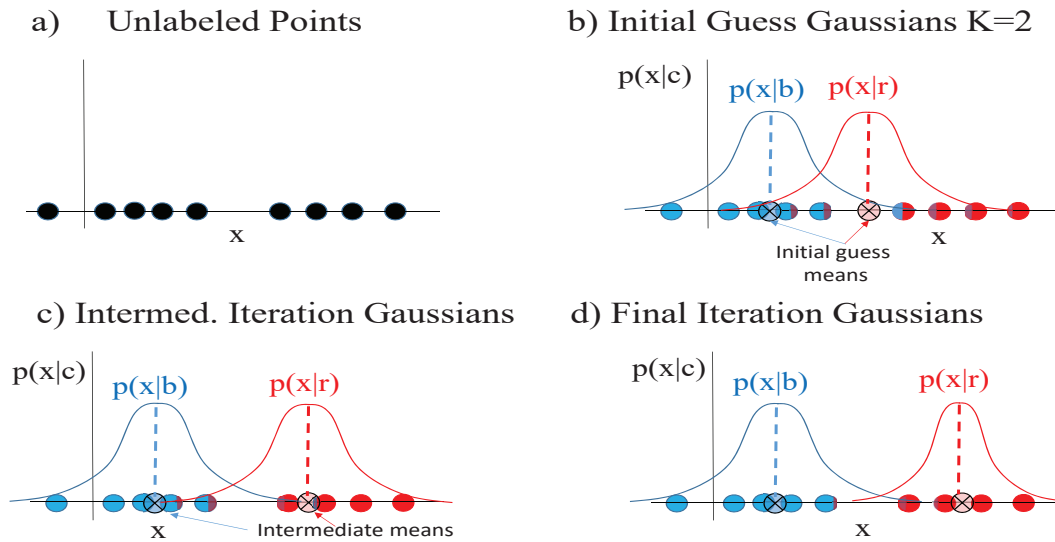 a) Unlabeled Points
x
b) Initial Guess Gaussians K=2
p(x|c)
p(x|b)
p(x|r)
x
Initial guess
means
c) Intermed. Iteration Gaussians
p(x|c)
p(x|b)
p(x|r)
x
Intermediate means
d) Final Iteration Gaussians
p(x|c)
p(x|b)
p(x|r)
x